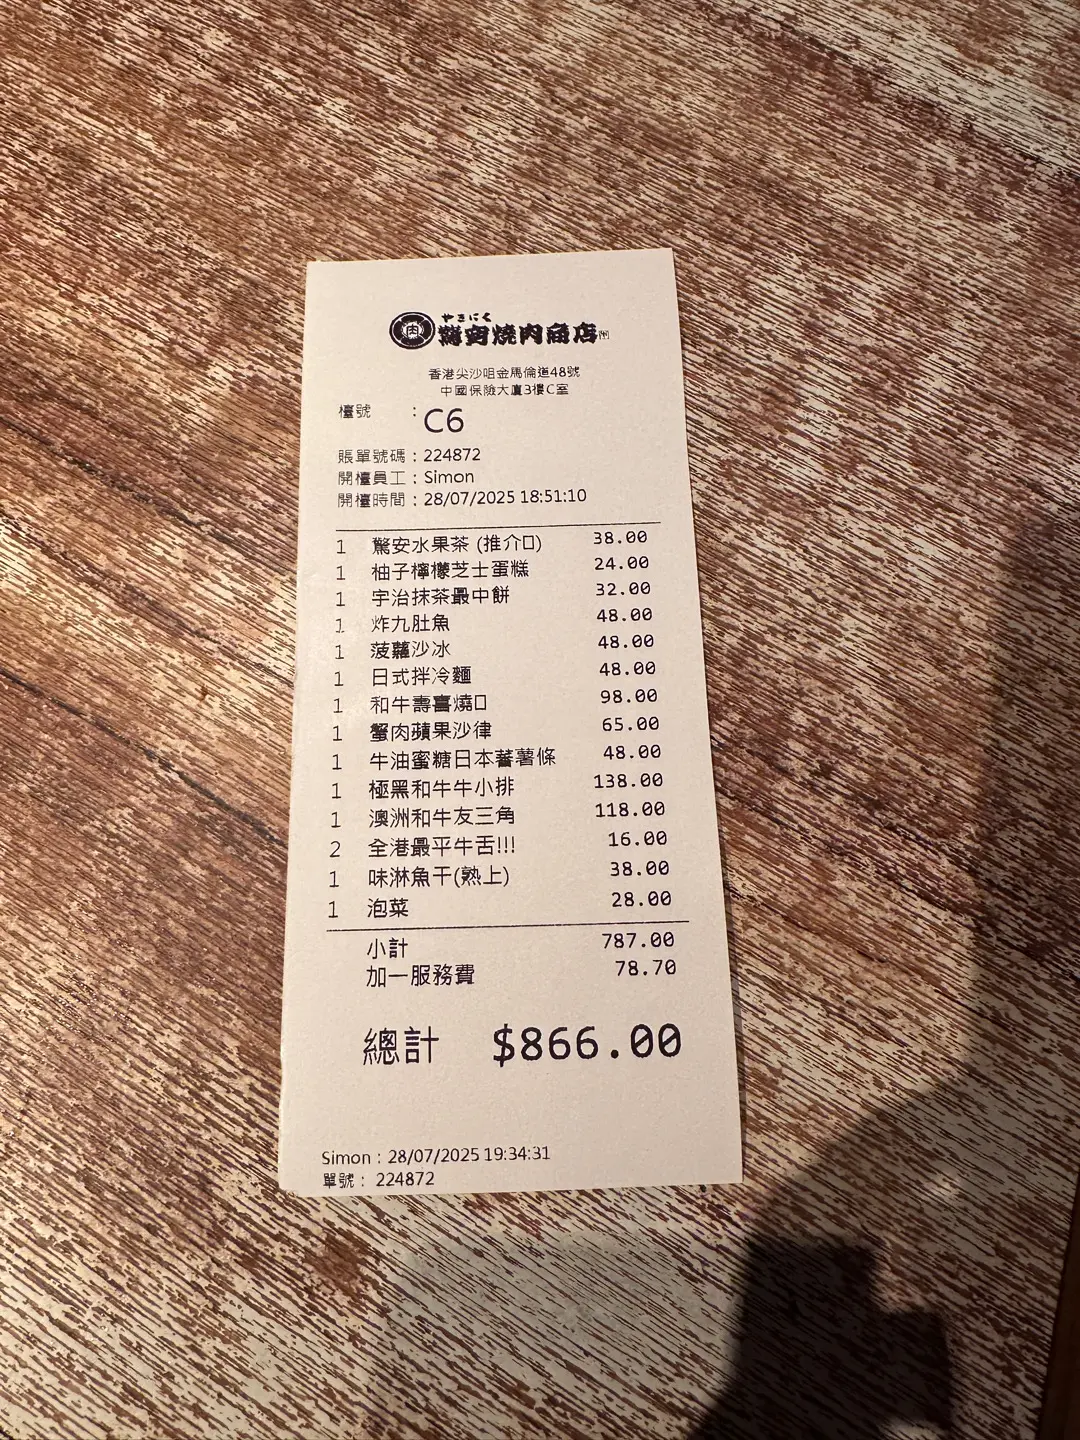 やきにく
驚安燒肉商店
香港尖沙咀金馬倫道48號
中國保險大廈3樓C室
檯號 : C6
賬單號碼 : 224872
開檯員工 : Simon
開檯時間 : 28/07/2025 18:51:10
1 驚安水果茶 (推介□) 38.00
1 柚子檸檬芝士蛋糕 24.00
1 宇治抹茶最中餅 32.00
1 炸九肚魚 48.00
1 菠蘿沙冰 48.00
1 日式拌冷麵 48.00
1 和牛壽喜燒□ 98.00
1 蟹肉蘋果沙律 65.00
1 牛油蜜糖日本蕃薯條 48.00
1 極黑和牛牛小排 138.00
1 澳洲和牛友三角 118.00
2 全港最平牛舌!!! 16.00
1 味淋魚干(熟上) 38.00
1 泡菜 28.00
小計 787.00
加一服務費 78.70
總計 $866.00
Simon : 28/07/2025 19:34:31
單號 : 224872